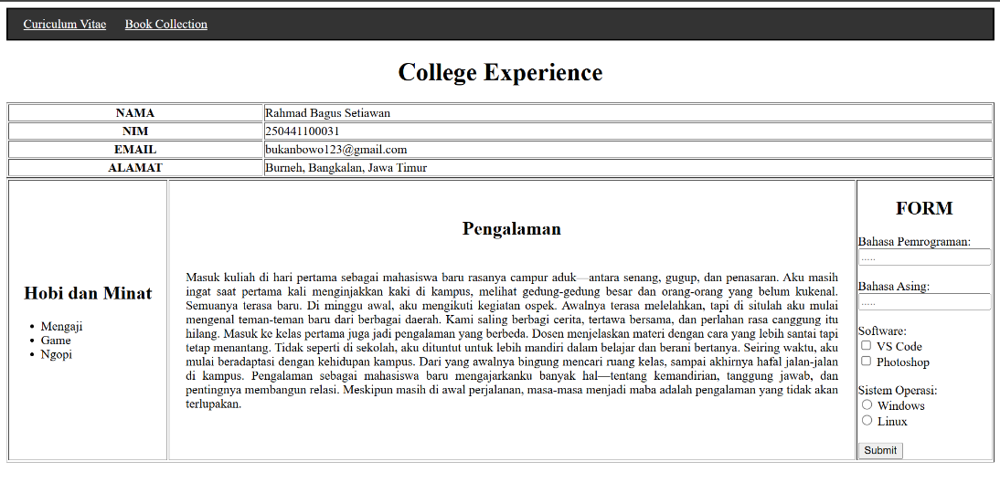 Curiculum Vitae Book Collection
College Experience
NAMA Rahmad Bagus Setiawan
NIM 250441100031
EMAIL bukanbowo123@gmail.com
ALAMAT Burneh, Bangkalan, Jawa Timur
Hobi dan Minat
Mengaji
Game
Ngopi
Pengalaman
Masuk kuliah di hari pertama sebagai mahasiswa baru rasanya campur aduk—antara senang, gugup, dan penasaran. Aku masih
ingat saat pertama kali menginjakkan kaki di kampus, melihat gedung-gedung besar dan orang-orang yang belum kukenal.
Semuanya terasa baru. Di minggu awal, aku mengikuti kegiatan ospek. Awalnya terasa melelahkan, tapi di situlah aku mulai
mengenal teman-teman baru dari berbagai daerah. Kami saling berbagi cerita, tertawa bersama, dan perlahan rasa canggung itu
hilang. Masuk ke kelas pertama juga jadi pengalaman yang berbeda. Dosen menjelaskan materi dengan cara yang lebih santai tapi
tetap menantang. Tidak seperti di sekolah, aku dituntut untuk lebih mandiri dalam belajar dan berani bertanya. Seiring waktu, aku
mulai beradaptasi dengan kehidupan kampus. Dari yang awalnya bingung mencari ruang kelas, sampai akhirnya hafal jalan-jalan
di kampus. Pengalaman sebagai mahasiswa baru mengajarkanku banyak hal—tentang kemandirian, tanggung jawab, dan
pentingnya membangun relasi. Meskipun masih di awal perjalanan, masa-masa menjadi maba adalah pengalaman yang tidak akan
terlupakan.
FORM
Bahasa Pemrograman:
.....
Bahasa Asing:
.....
Software:
VS Code
Photoshop
Sistem Operasi:
Windows
Linux
Submit